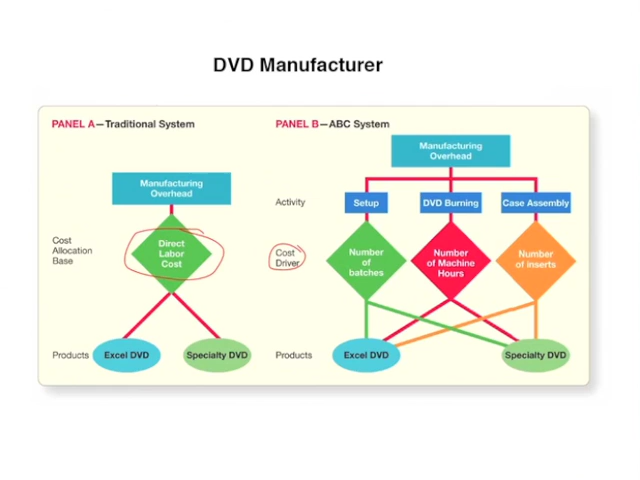 DVD Manufacturer
PANEL A—Traditional System
Manufacturing
Overhead
Cost
Allocation
Base
Direct
Labor
Cost
Products
Excel DVD
Specialty DVD
PANEL B—ABC System
Manufacturing
Overhead
Activity
Setup
DVD Burning
Case Assembly
Cost
Driver
Number
of
batches
Number
of Machine
Hours
Number
of inserts
Products
Excel DVD
Specialty DVD